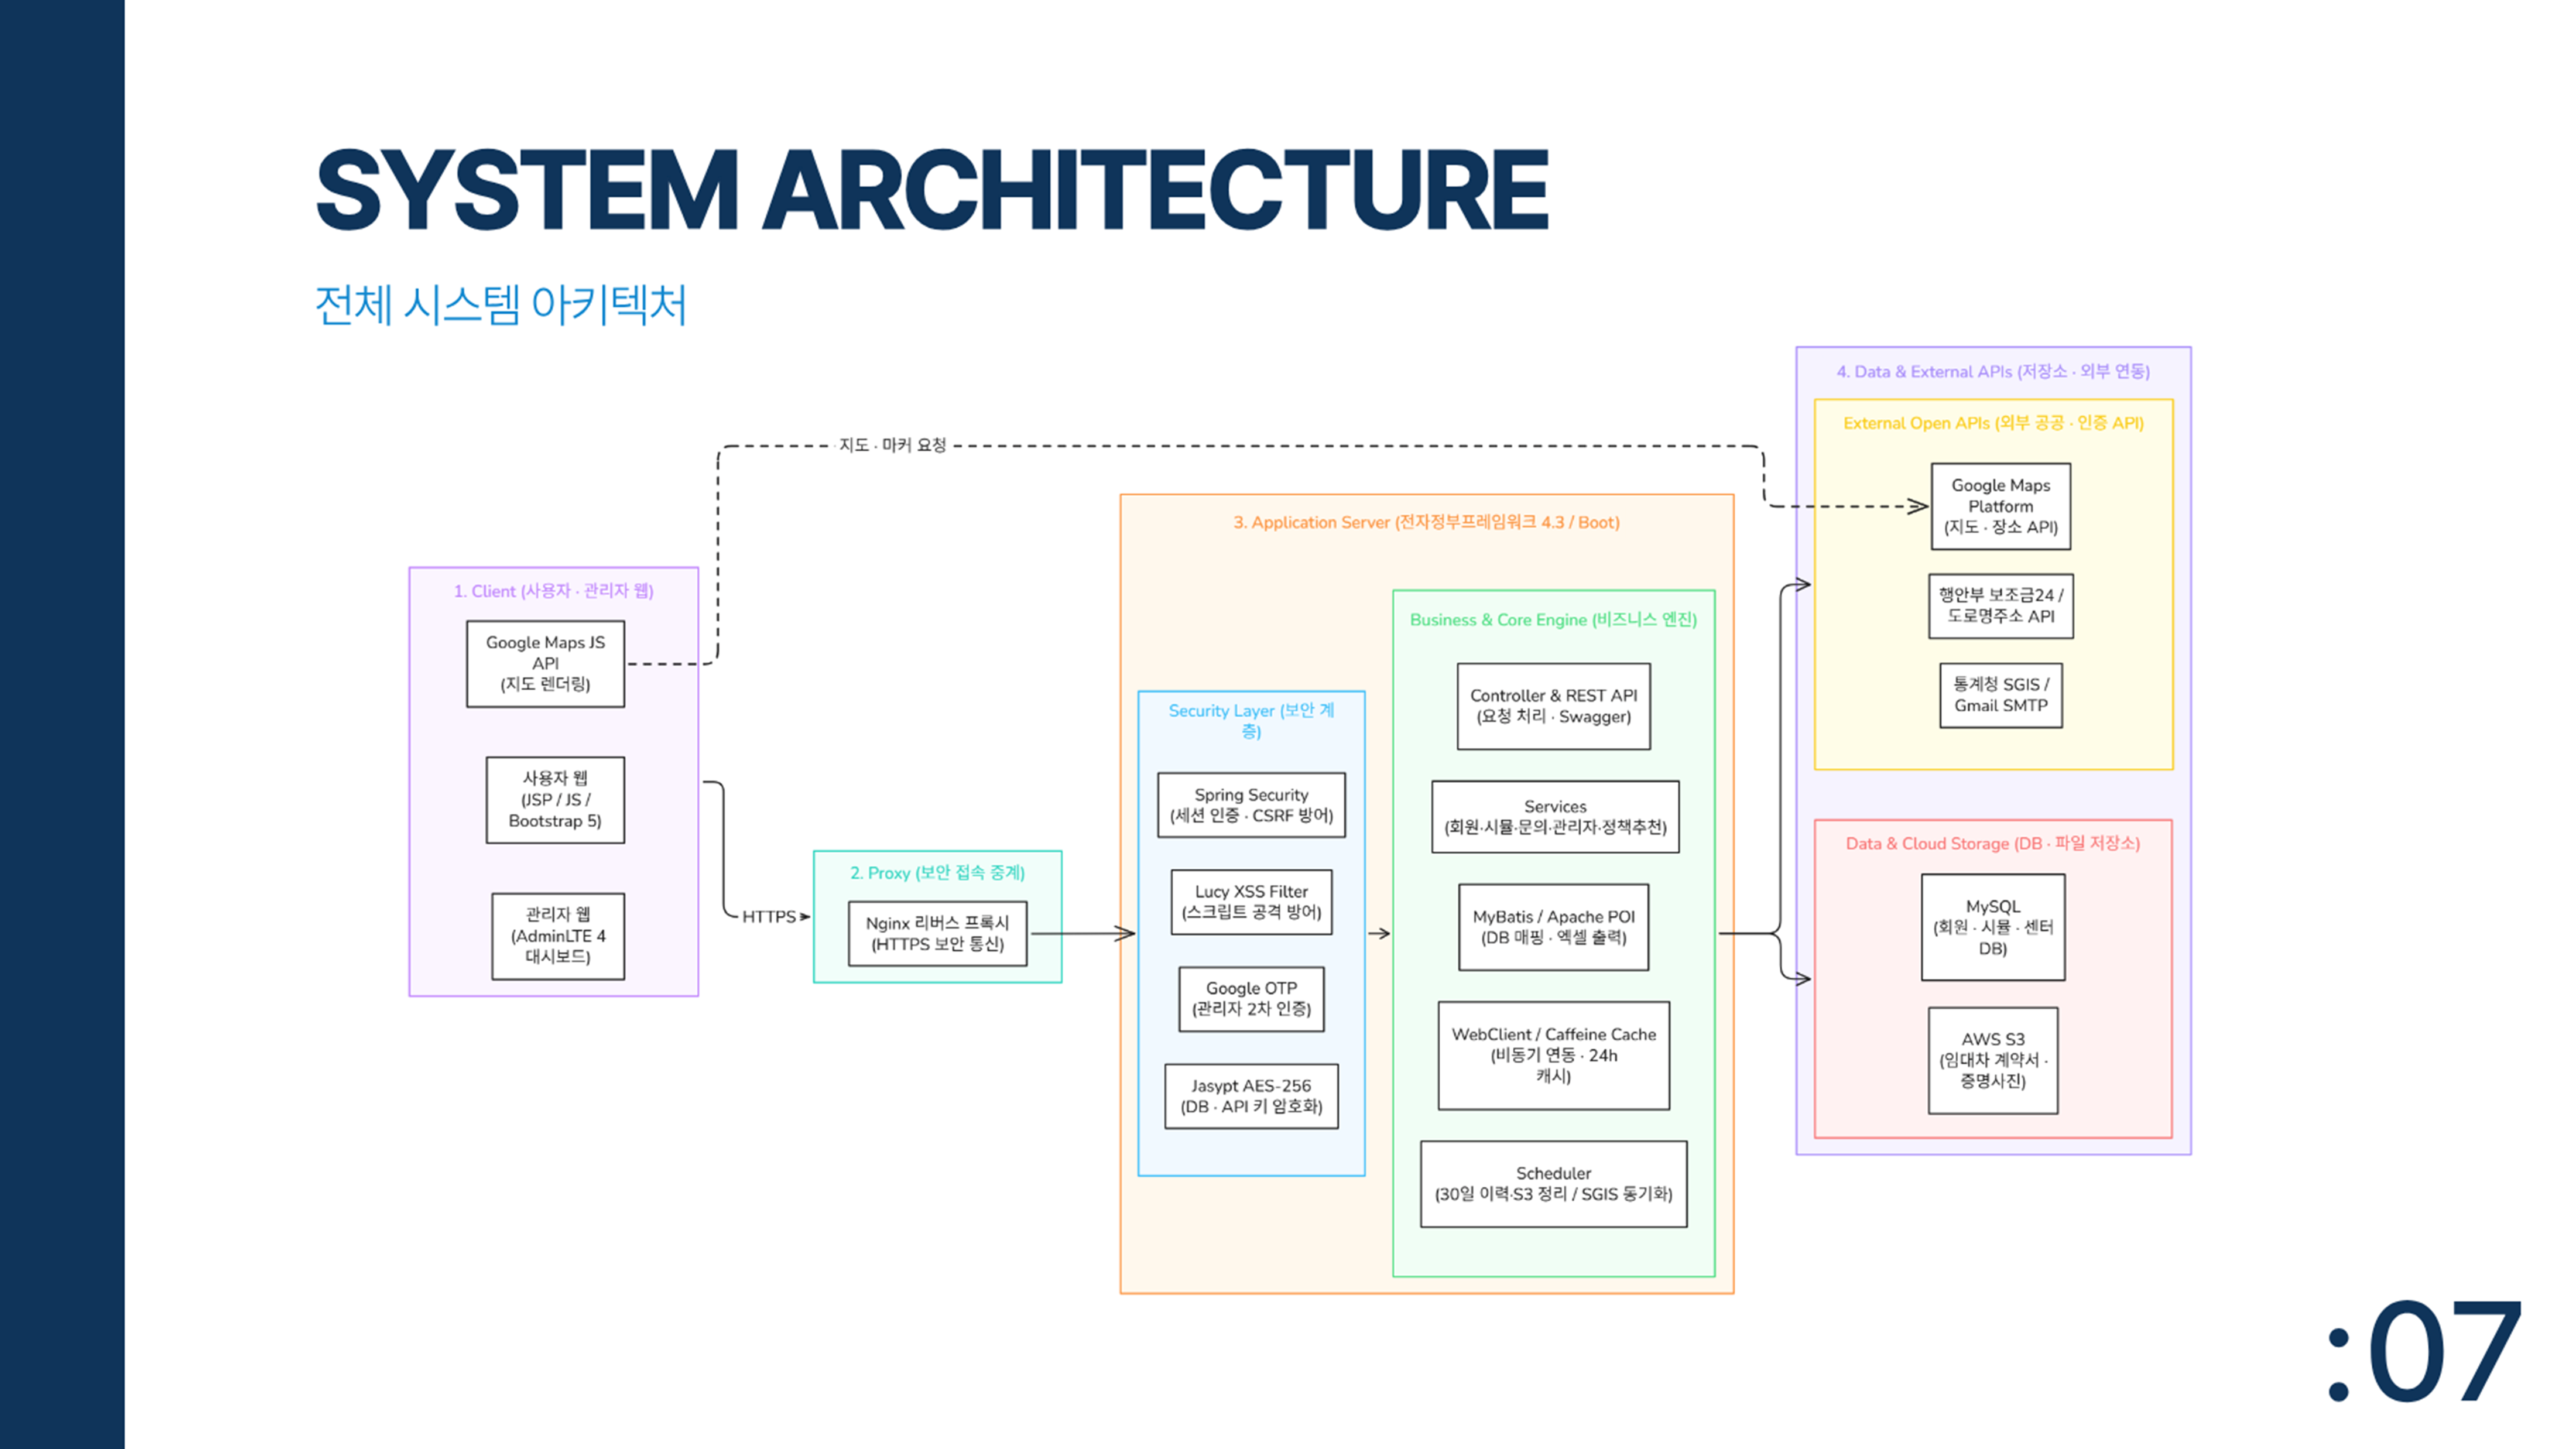 SYSTEM ARCHITECTURE
전체 시스템 아키텍처
지도 · 마커 요청
1. Client (사용자 · 관리자 웹)
Google Maps JS
API
(지도 렌더링)
사용자 웹
(JSP / JS /
Bootstrap 5)
관리자 웹
(AdminLTE 4
대시보드)
HTTPS
2. Proxy (보안 접속 중계)
Nginx 리버스 프록시
(HTTPS 보안 통신)
3. Application Server (전자정부프레임워크 4.3 / Boot)
Security Layer (보안 계
층)
Spring Security
(세션 인증 · CSRF 방어)
Lucy XSS Filter
(스크립트 공격 방어)
Google OTP
(관리자 2차 인증)
Jasypt AES-256
(DB · API 키 암호화)
Business & Core Engine (비즈니스 엔진)
Controller & REST API
(요청 처리 · Swagger)
Services
(회원·시뮬·문의·관리자·정책추천)
MyBatis / Apache POI
(DB 매핑 · 엑셀 출력)
WebClient / Caffeine Cache
(비동기 연동 · 24h
캐시)
Scheduler
(30일 이력·S3 정리 / SGIS 동기화)
4. Data & External APIs (저장소 · 외부 연동)
External Open APIs (외부 공공 · 인증 API)
Google Maps
Platform
(지도 · 장소 API)
행안부 보조금24 /
도로명주소 API
통계청 SGIS /
Gmail SMTP
Data & Cloud Storage (DB · 파일 저장소)
MySQL
(회원 · 시뮬 · 센터
DB)
AWS S3
(임대차 계약서 ·
증명사진)
:07